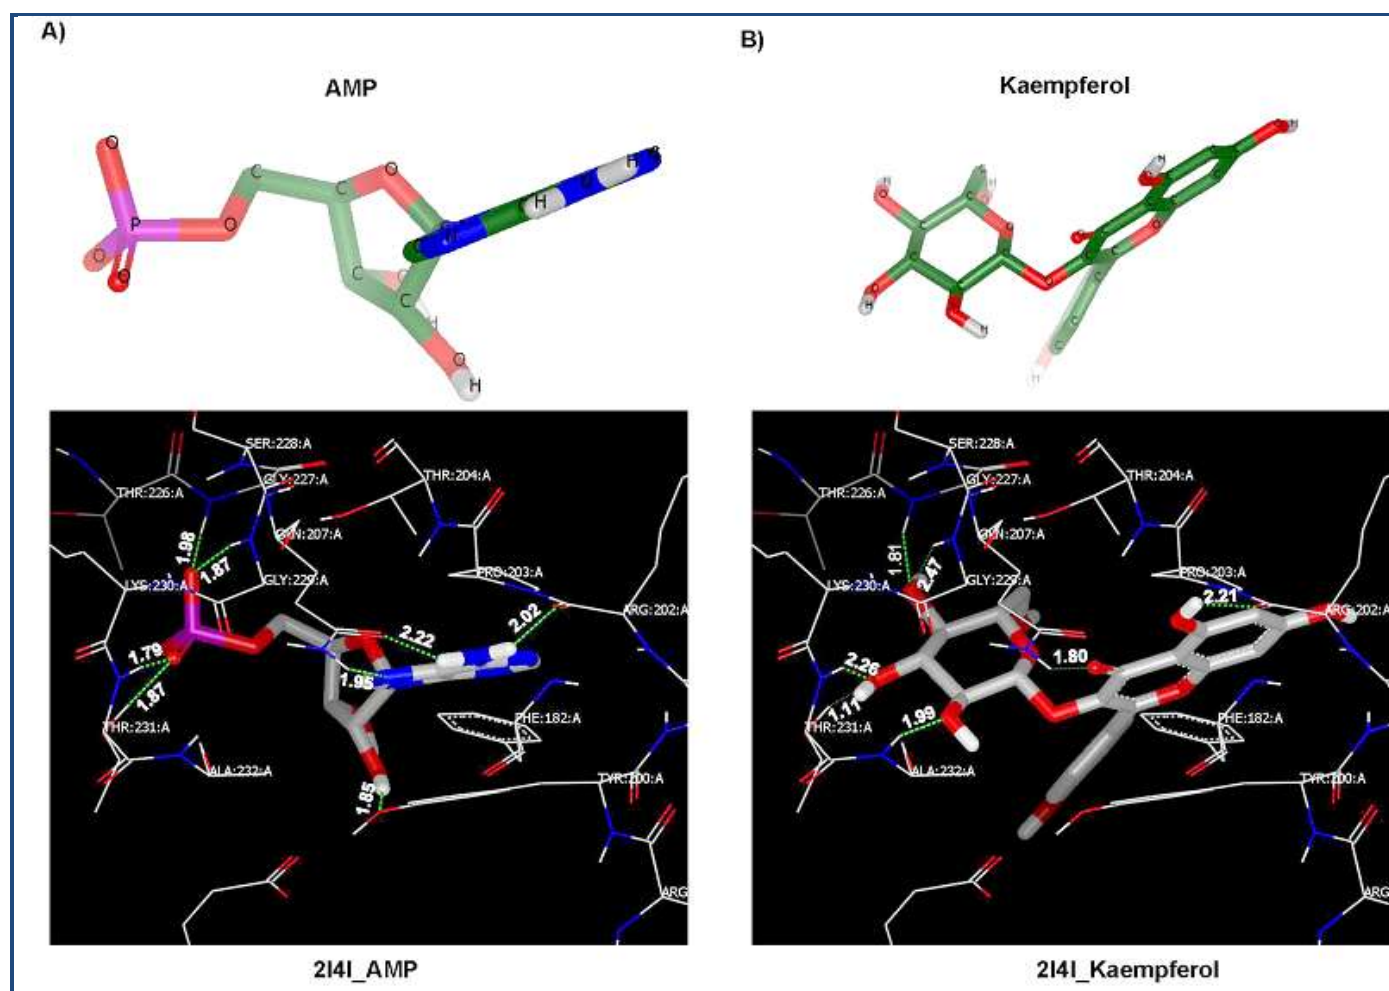 A)
AMP
O
P
O
O
O
C
C
O
C
C
O
H
H
H
B)
Kaempferol
H
H
H
H
H
SER:228:A
THR:226:A
GLY:227:A
THR:204:A
GLN:207:A
1.98
1.87
LYS:230:A
GLY:229:A
PRO:203:A
2.02
ARG:202:A
2.22
1.79
1.95
1.87
THR:231:A
PHE:182:A
ALA:232:A
1.85
TYR:200:A
ARG
2I4I_AMP
SER:228:A
THR:226:A
GLY:227:A
THR:204:A
GLN:207:A
1.81
2.47
LYS:230:A
GLY:229:A
PRO:203:A
2.21
ARG:202:A
1.80
2.26
1.11
1.99
THR:231:A
PHE:182:A
ALA:232:A
TYR:200:A
ARG
2I4I_Kaempferol